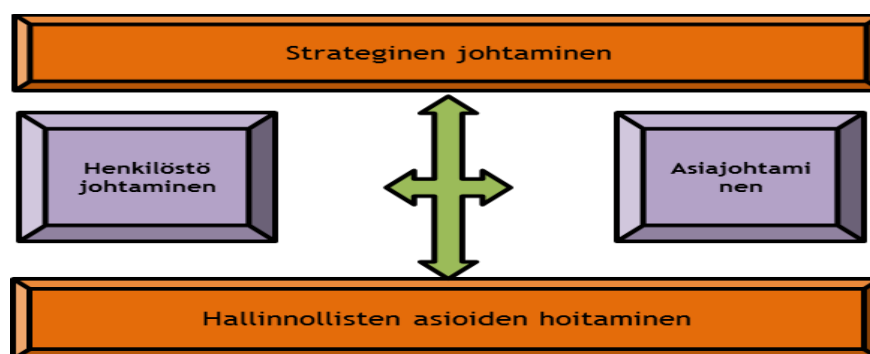 Strateginen johtaminen
Henkilöstö
johtaminen
Asiajohtami
nen
Hallinnollisten asioiden hoitaminen